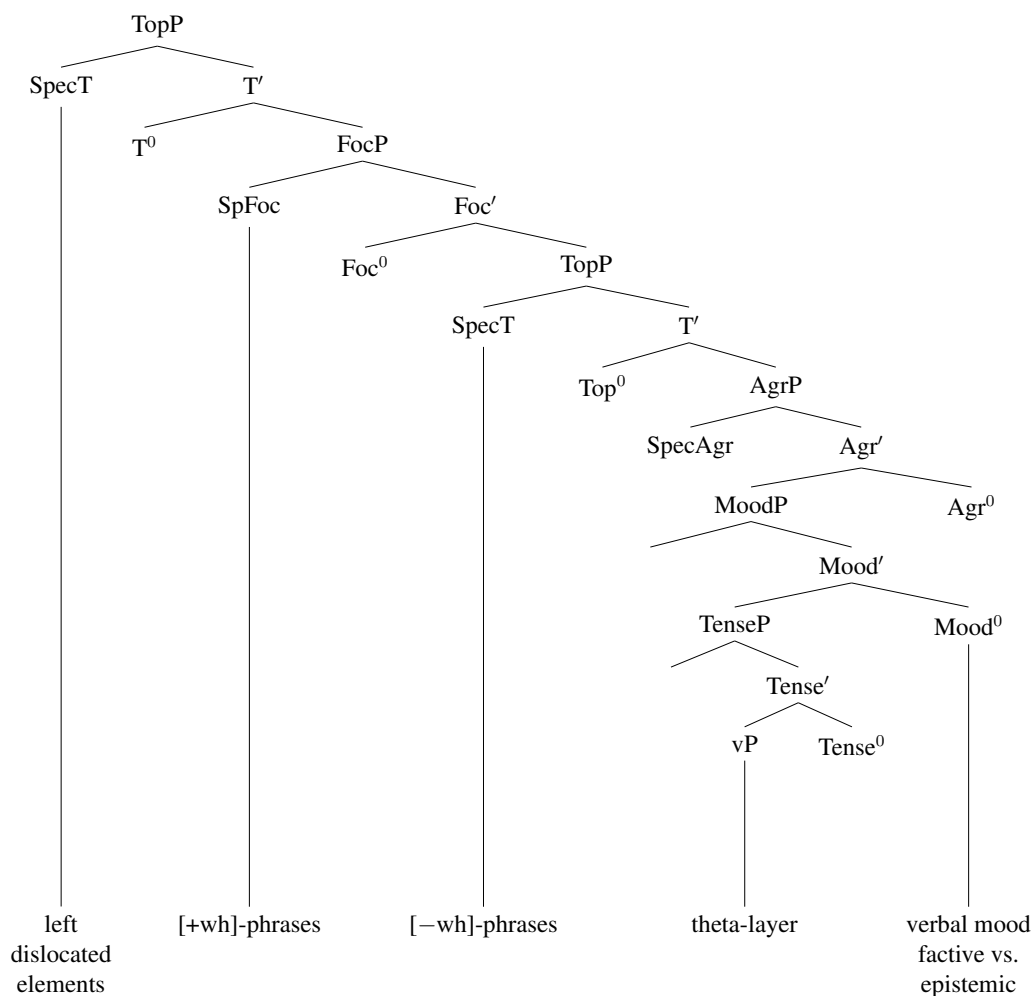 TopP
SpecT T′
T⁰ FocP
SpFoc Foc′
Foc⁰ TopP
SpecT T′
Top⁰ AgrP
SpecAgr Agr′
MoodP Agr⁰
Mood′
TenseP Mood⁰
Tense′
vP Tense⁰
left [+wh]-phrases [−wh]-phrases theta-layer verbal mood
dislocated factive vs.
elements epistemic